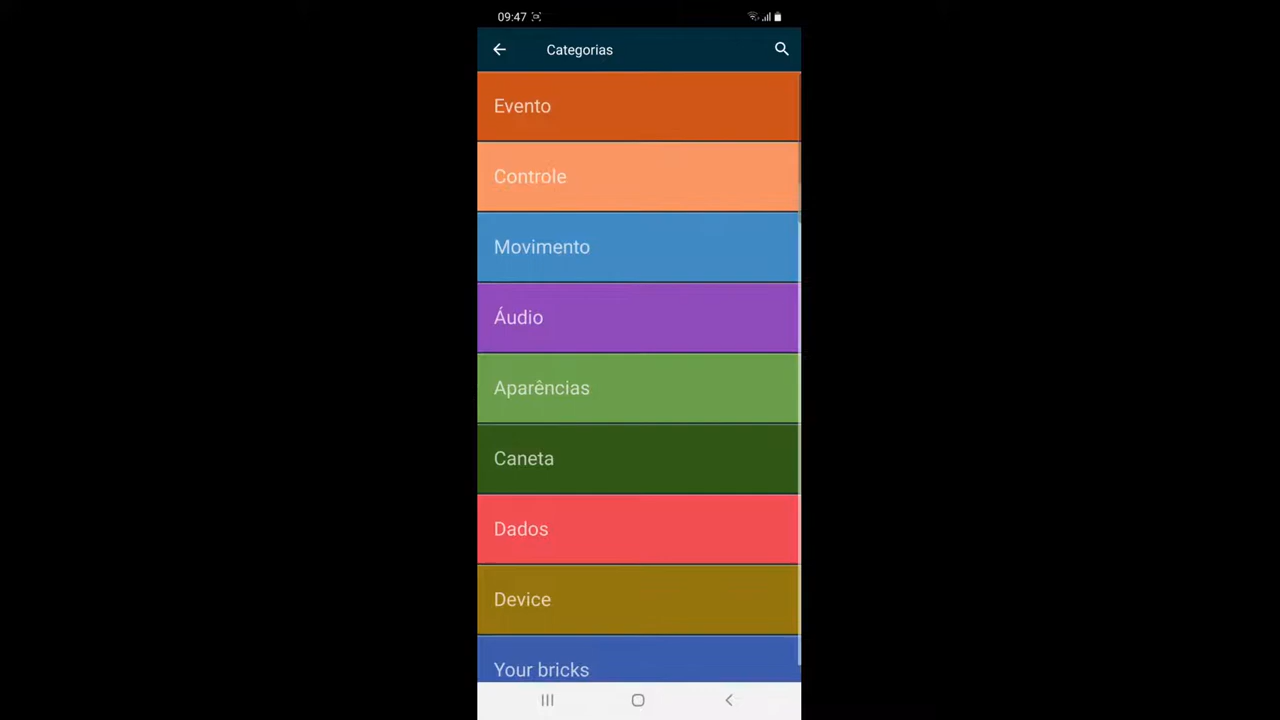 09:47
Categorias
Evento
Controle
Movimento
Áudio
Aparências
Caneta
Dados
Device
Your bricks